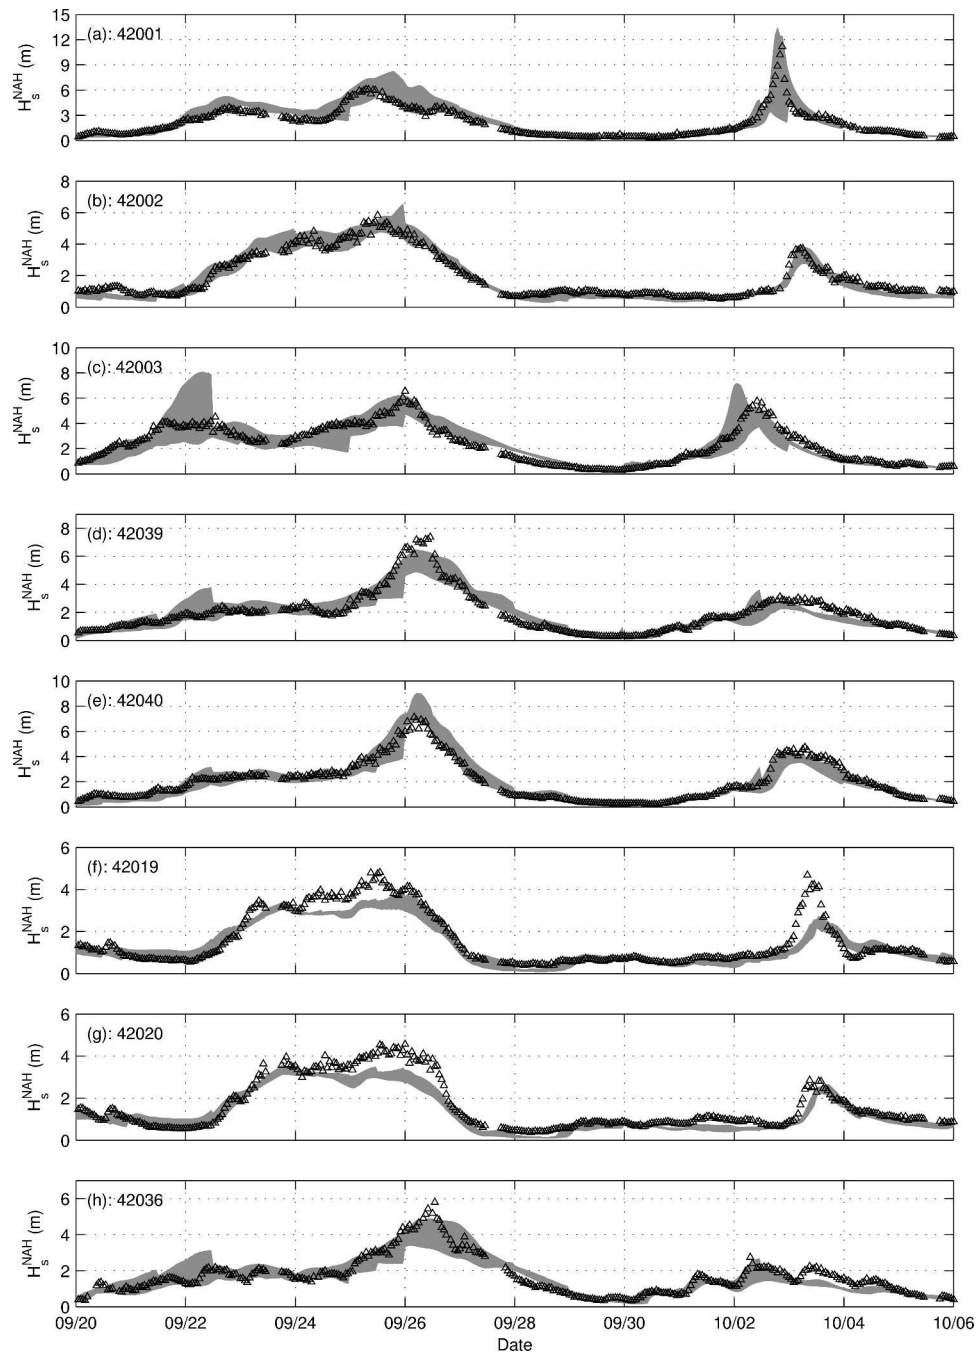 15
12
9
6
3
0
H_s^NAH (m)
(a): 42001
8
6
4
2
0
H_s^NAH (m)
(b): 42002
10
8
6
4
2
0
H_s^NAH (m)
(c): 42003
8
6
4
2
0
H_s^NAH (m)
(d): 42039
10
8
6
4
2
0
H_s^NAH (m)
(e): 42040
6
4
2
0
H_s^NAH (m)
(f): 42019
6
4
2
0
H_s^NAH (m)
(g): 42020
6
4
2
0
H_s^NAH (m)
(h): 42036
09/20 09/22 09/24 09/26 09/28 09/30 10/02 10/04 10/06
Date